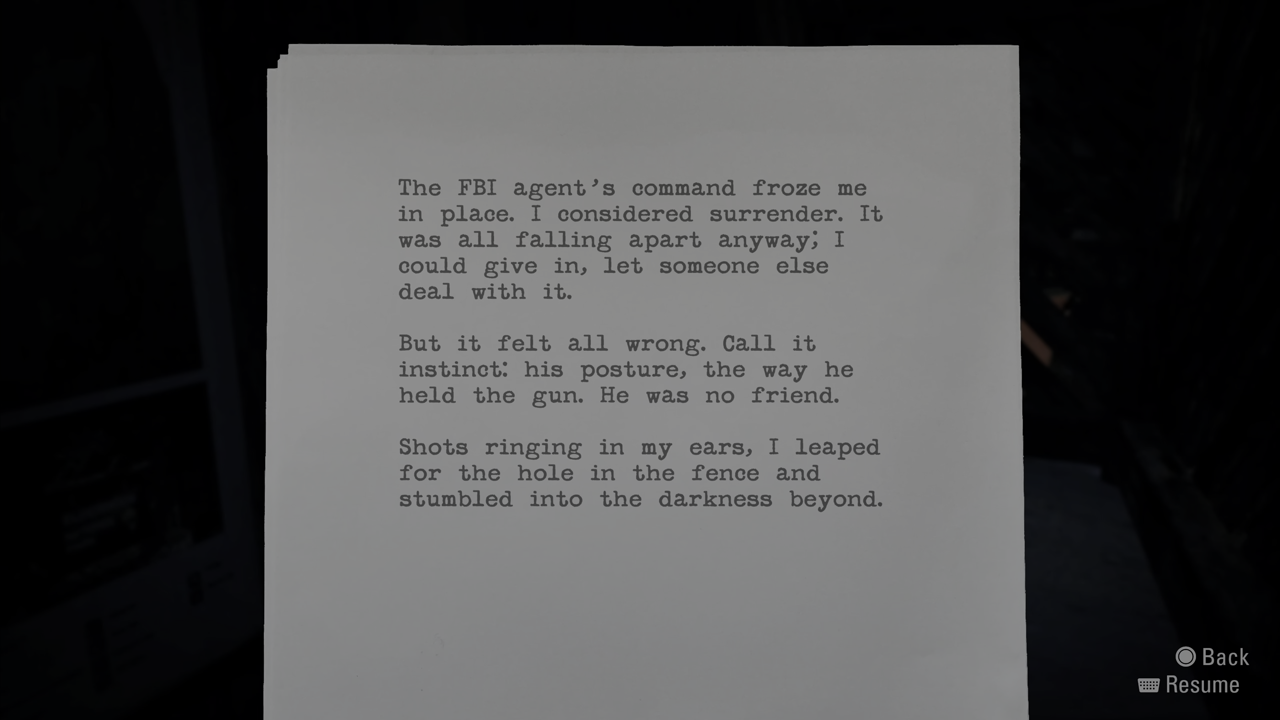 The FBI agent’s command froze me
in place. I considered surrender. It
was all falling apart anyway; I
could give in, let someone else
deal with it.
But it felt all wrong. Call it
instinct: his posture, the way he
held the gun. He was no friend.
Shots ringing in my ears, I leaped
for the hole in the fence and
stumbled into the darkness beyond.
Back
Resume